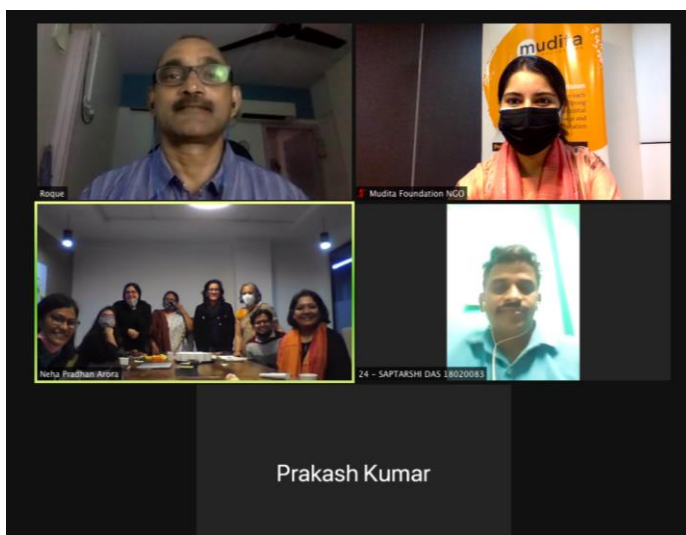 mudita
Roque
Mudita Foundation NGO
Neha Pradhan Arora
24 - SAPTARSHI DAS 18020083
Prakash Kumar